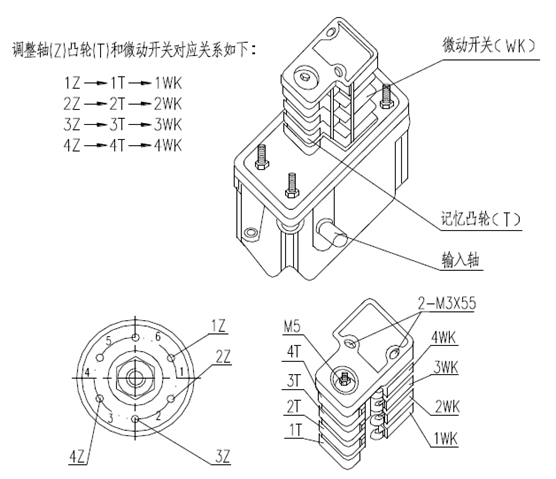 调整轴(Z)凸轮(T)和微动开关对应关系如下:
1Z→1T→1WK
2Z→2T→2WK
3Z→3T→3WK
4Z→4T→4WK
微动开关(WK)
记忆凸轮(T)
输入轴
1Z
2Z
3Z
4Z
5
6
4
1
3
2
2-M3X55
M5
4T
3T
2T
1T
4WK
3WK
2WK
1WK